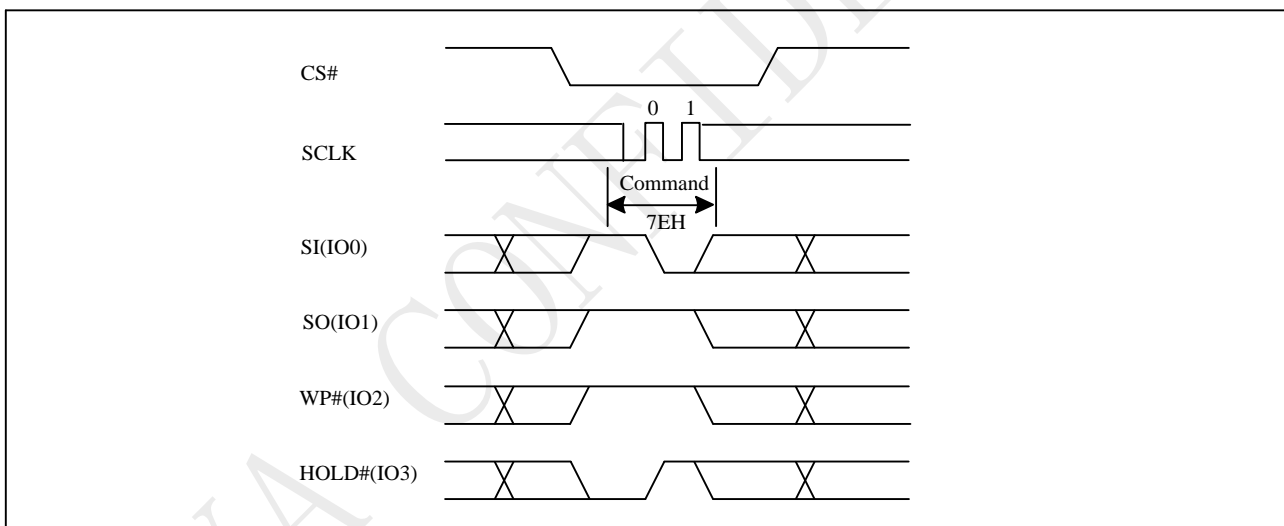 CS#
0 1
SCLK
Command
7EH
SI(IO0)
SO(IO1)
WP#(IO2)
HOLD#(IO3)